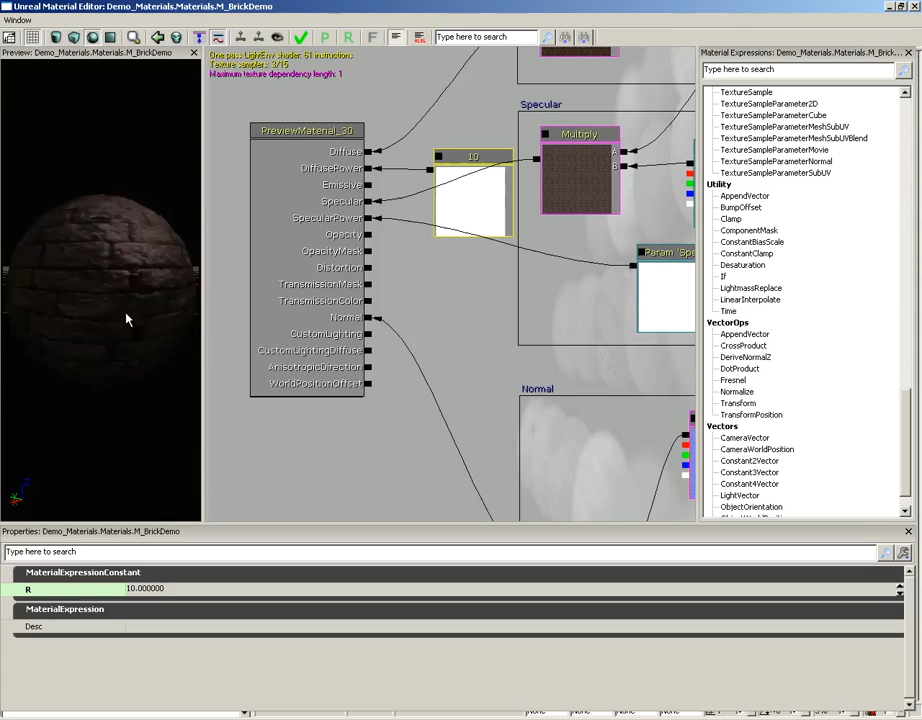 Unreal Material Editor: Demo_Materials.Materials.M_BrickDemo
Window
P
R
F
HLSL
Type here to search
Preview: Demo_Materials.Materials.M_BrickDemo
Z
One pass LightEnv shader: 61 instructions
Texture samplers: 3/15
Maximum texture dependency length: 1
PreviewMaterial_30
Diffuse
DiffusePower
Emissive
Specular
SpecularPower
Opacity
OpacityMask
Distortion
TransmissionMask
TransmissionColor
Normal
CustomLighting
CustomLightingDiffuse
AnisotropicDirection
WorldPositionOffset
10
Specular
Multiply
A
B
Param 'Spe
Normal
Material Expressions: Demo_Materials.Materials.M_Bric...
Type here to search
TextureSample
TextureSampleParameter2D
TextureSampleParameterCube
TextureSampleParameterMeshSubUV
TextureSampleParameterMeshSubUVBlend
TextureSampleParameterMovie
TextureSampleParameterNormal
TextureSampleParameterSubUV
Utility
AppendVector
BumpOffset
Clamp
ComponentMask
ConstantBiasScale
ConstantClamp
Desaturation
If
LightmassReplace
LinearInterpolate
Time
VectorOps
AppendVector
CrossProduct
DeriveNormalZ
DotProduct
Fresnel
Normalize
Transform
TransformPosition
Vectors
CameraVector
CameraWorldPosition
Constant2Vector
Constant3Vector
Constant4Vector
LightVector
ObjectOrientation
Properties: Demo_Materials.Materials.M_BrickDemo
Type here to search
MaterialExpressionConstant
R 10.000000
MaterialExpression
Desc